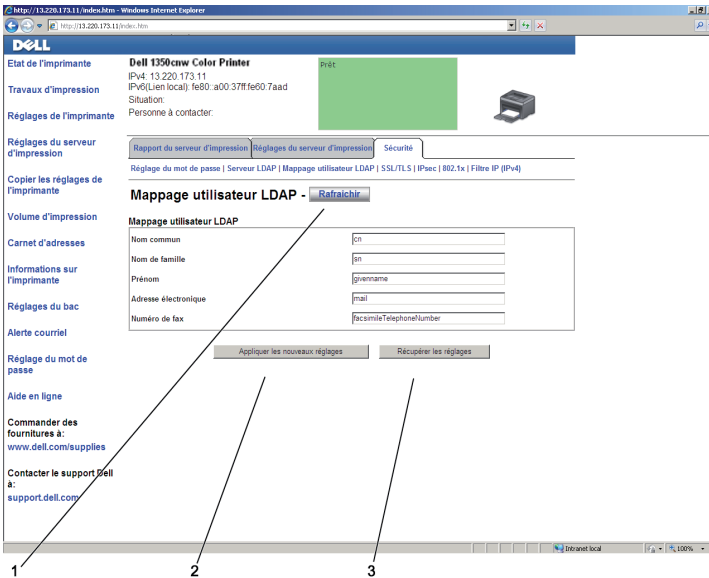 http://13.228.173.11/index.htm - Windows Internet Explorer
http://13.220.173.11/index.htm
DELL
Etat de l'imprimante
Travaux d'impression
Réglages de l'imprimante
Réglages du serveur
d'impression
Copier les réglages de
l'imprimante
Volume d'impression
Carnet d'adresses
Informations sur
l'imprimante
Réglages du bac
Alerte courriel
Réglage du mot de
passe
Aide en ligne
Commander des
fournitures à:
www.dell.com/supplies
Contacter le support Dell
à:
support.dell.com
Dell 1350cnw Color Printer
IPv4: 13.220.173.11
IPv6(Lien local): fe80::a00:37ff:fe60:7aad
Situation:
Personne à contacter:
Prêt
Rapport du serveur d'impression Réglages du serveur d'impression Sécurité
Réglage du mot de passe | Serveur LDAP | Mappage utilisateur LDAP | SSL/TLS | IPsec | 802.1x | Filtre IP (IPv4)
Mappage utilisateur LDAP - Rafraîchir
Mappage utilisateur LDAP
Nom commun cn
Nom de famille sn
Prénom givenname
Adresse électronique mail
Numéro de fax facsimileTelephoneNumber
Appliquer les nouveaux réglages Récupérer les réglages
Intranet local 100%
1 2 3